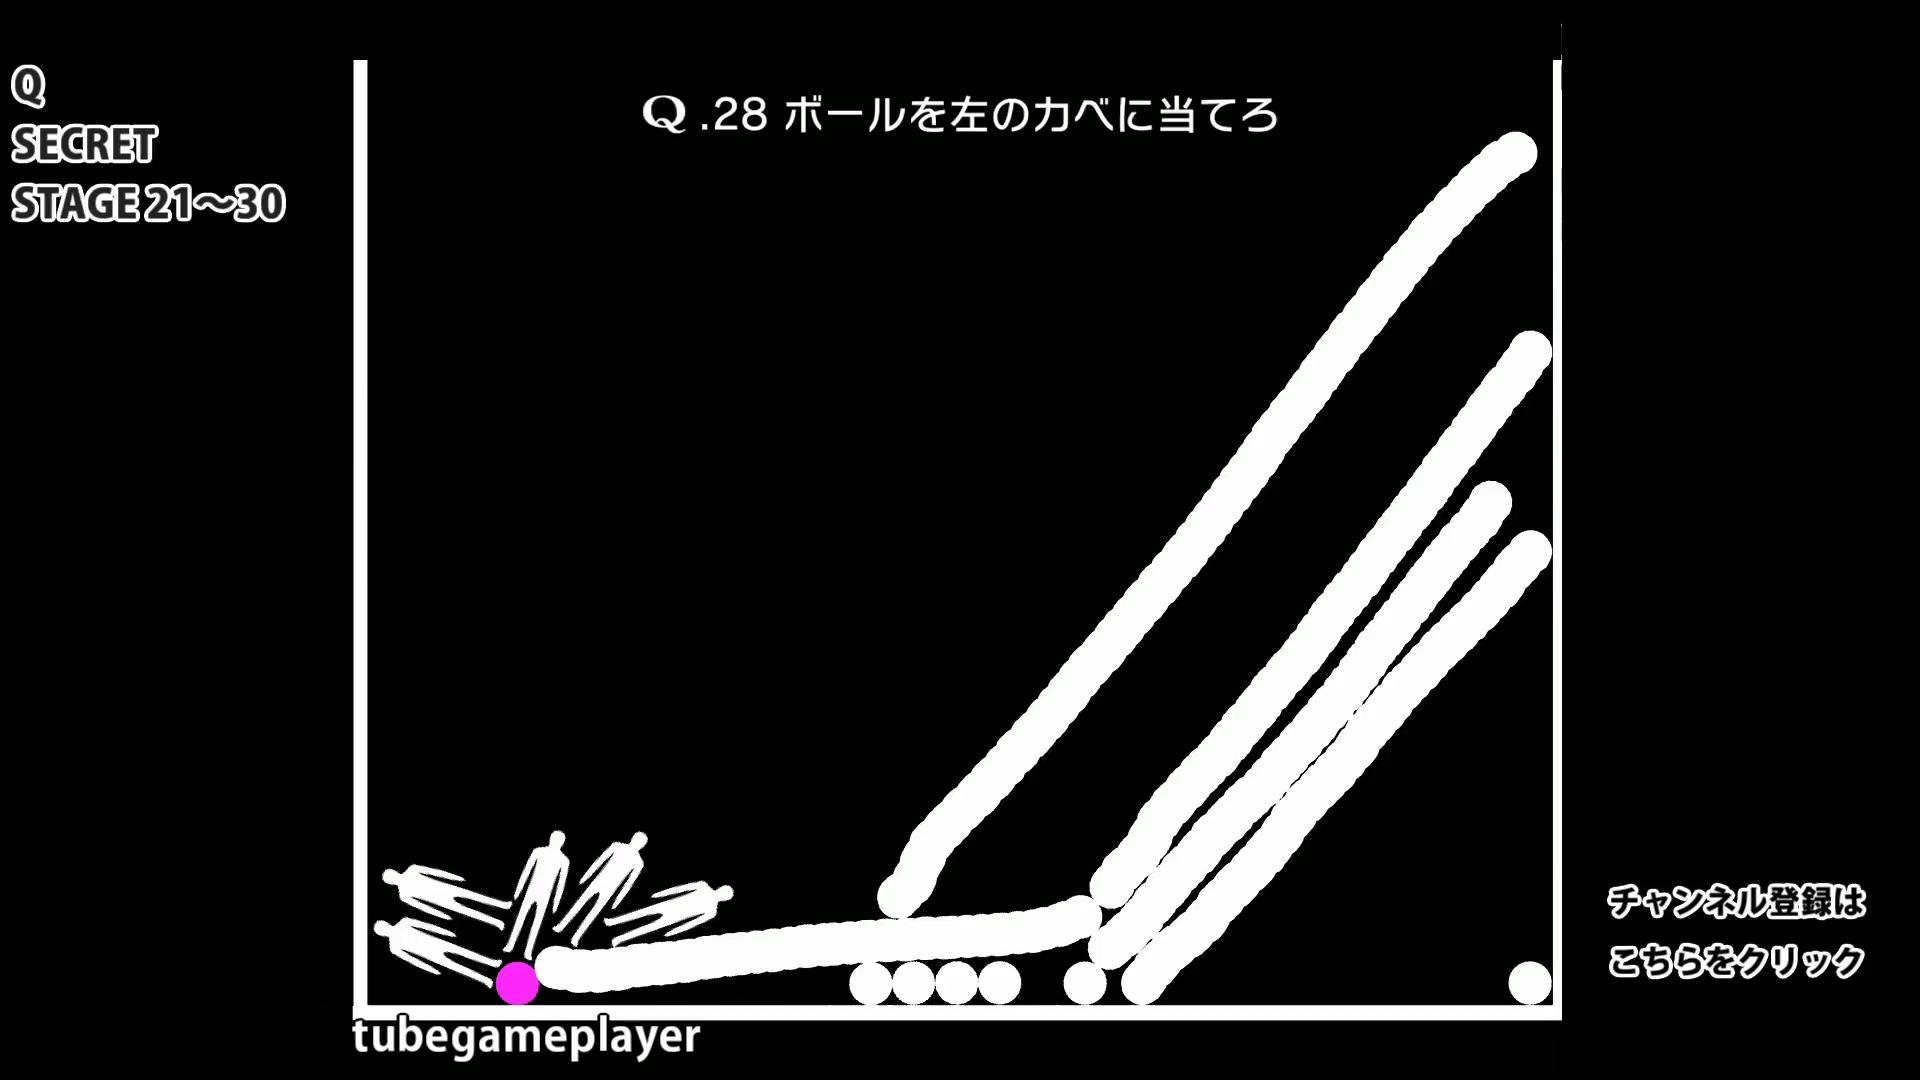 Q
SECRET
STAGE 21～30
Q .28 ボールを左のカベに当てろ
チャンネル登録は
こちらをクリック
tubegameplayer